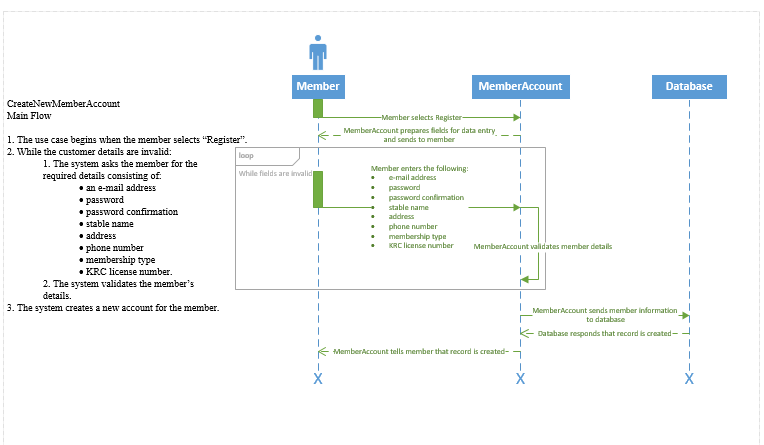 Member
MemberAccount
Database
CreateNewMemberAccount
Main Flow
1. The use case begins when the member selects “Register”.
2. While the customer details are invalid:
1. The system asks the member for the
required details consisting of:
• an e-mail address
• password
• password confirmation
• stable name
• address
• phone number
• membership type
• KRC license number.
2. The system validates the member’s
details.
3. The system creates a new account for the member.
Member selects Register
MemberAccount prepares fields for data entry
and sends to member
loop
While fields are invalid
Member enters the following:
• e-mail address
• password
• password confirmation
• stable name
• address
• phone number
• membership type
• KRC license number
MemberAccount validates member details
MemberAccount sends member information
to database
Database responds that record is created
MemberAccount tells member that record is created
X
X
X